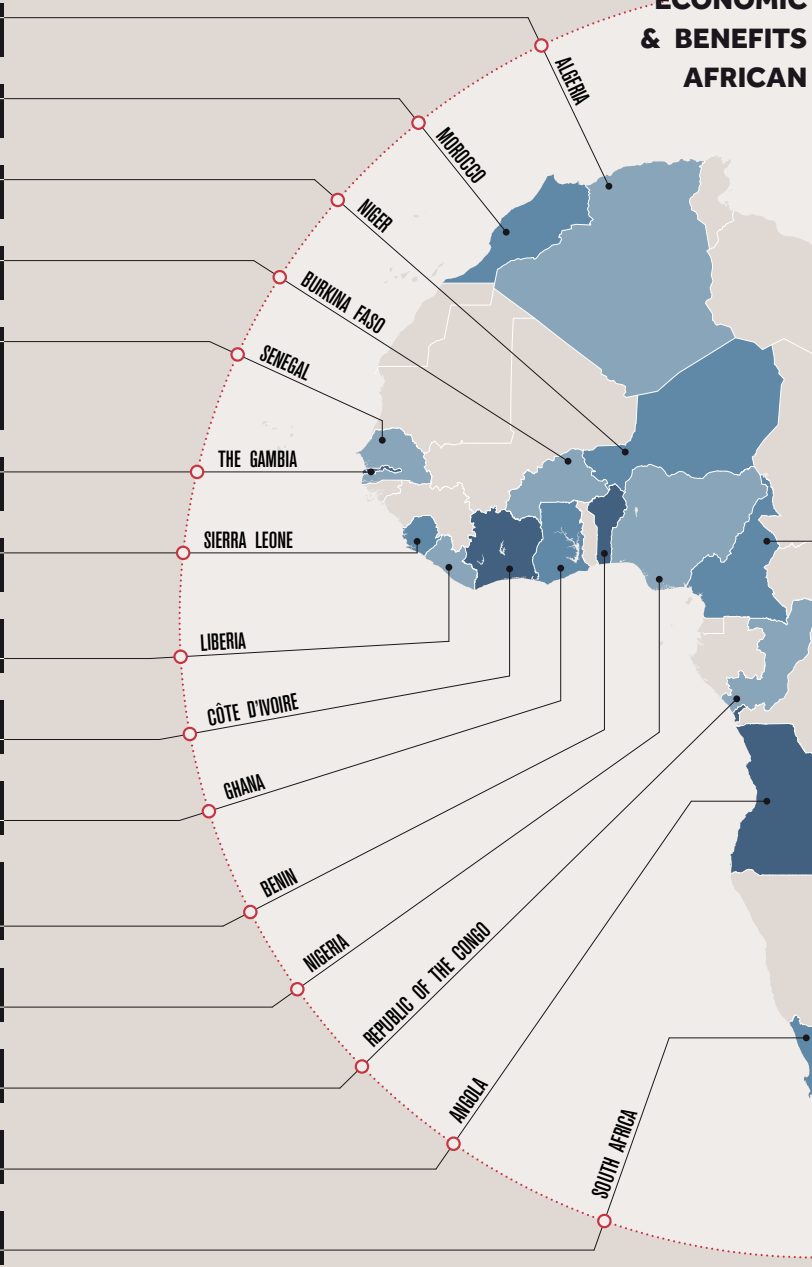 ECONOMIC
& BENEFITS
AFRICAN
ALGERIA
MOROCCO
NIGER
BURKINA FASO
SENEGAL
THE GAMBIA
SIERRA LEONE
LIBERIA
CÔTE D'IVOIRE
GHANA
BENIN
NIGERIA
REPUBLIC OF THE CONGO
ANGOLA
SOUTH AFRICA